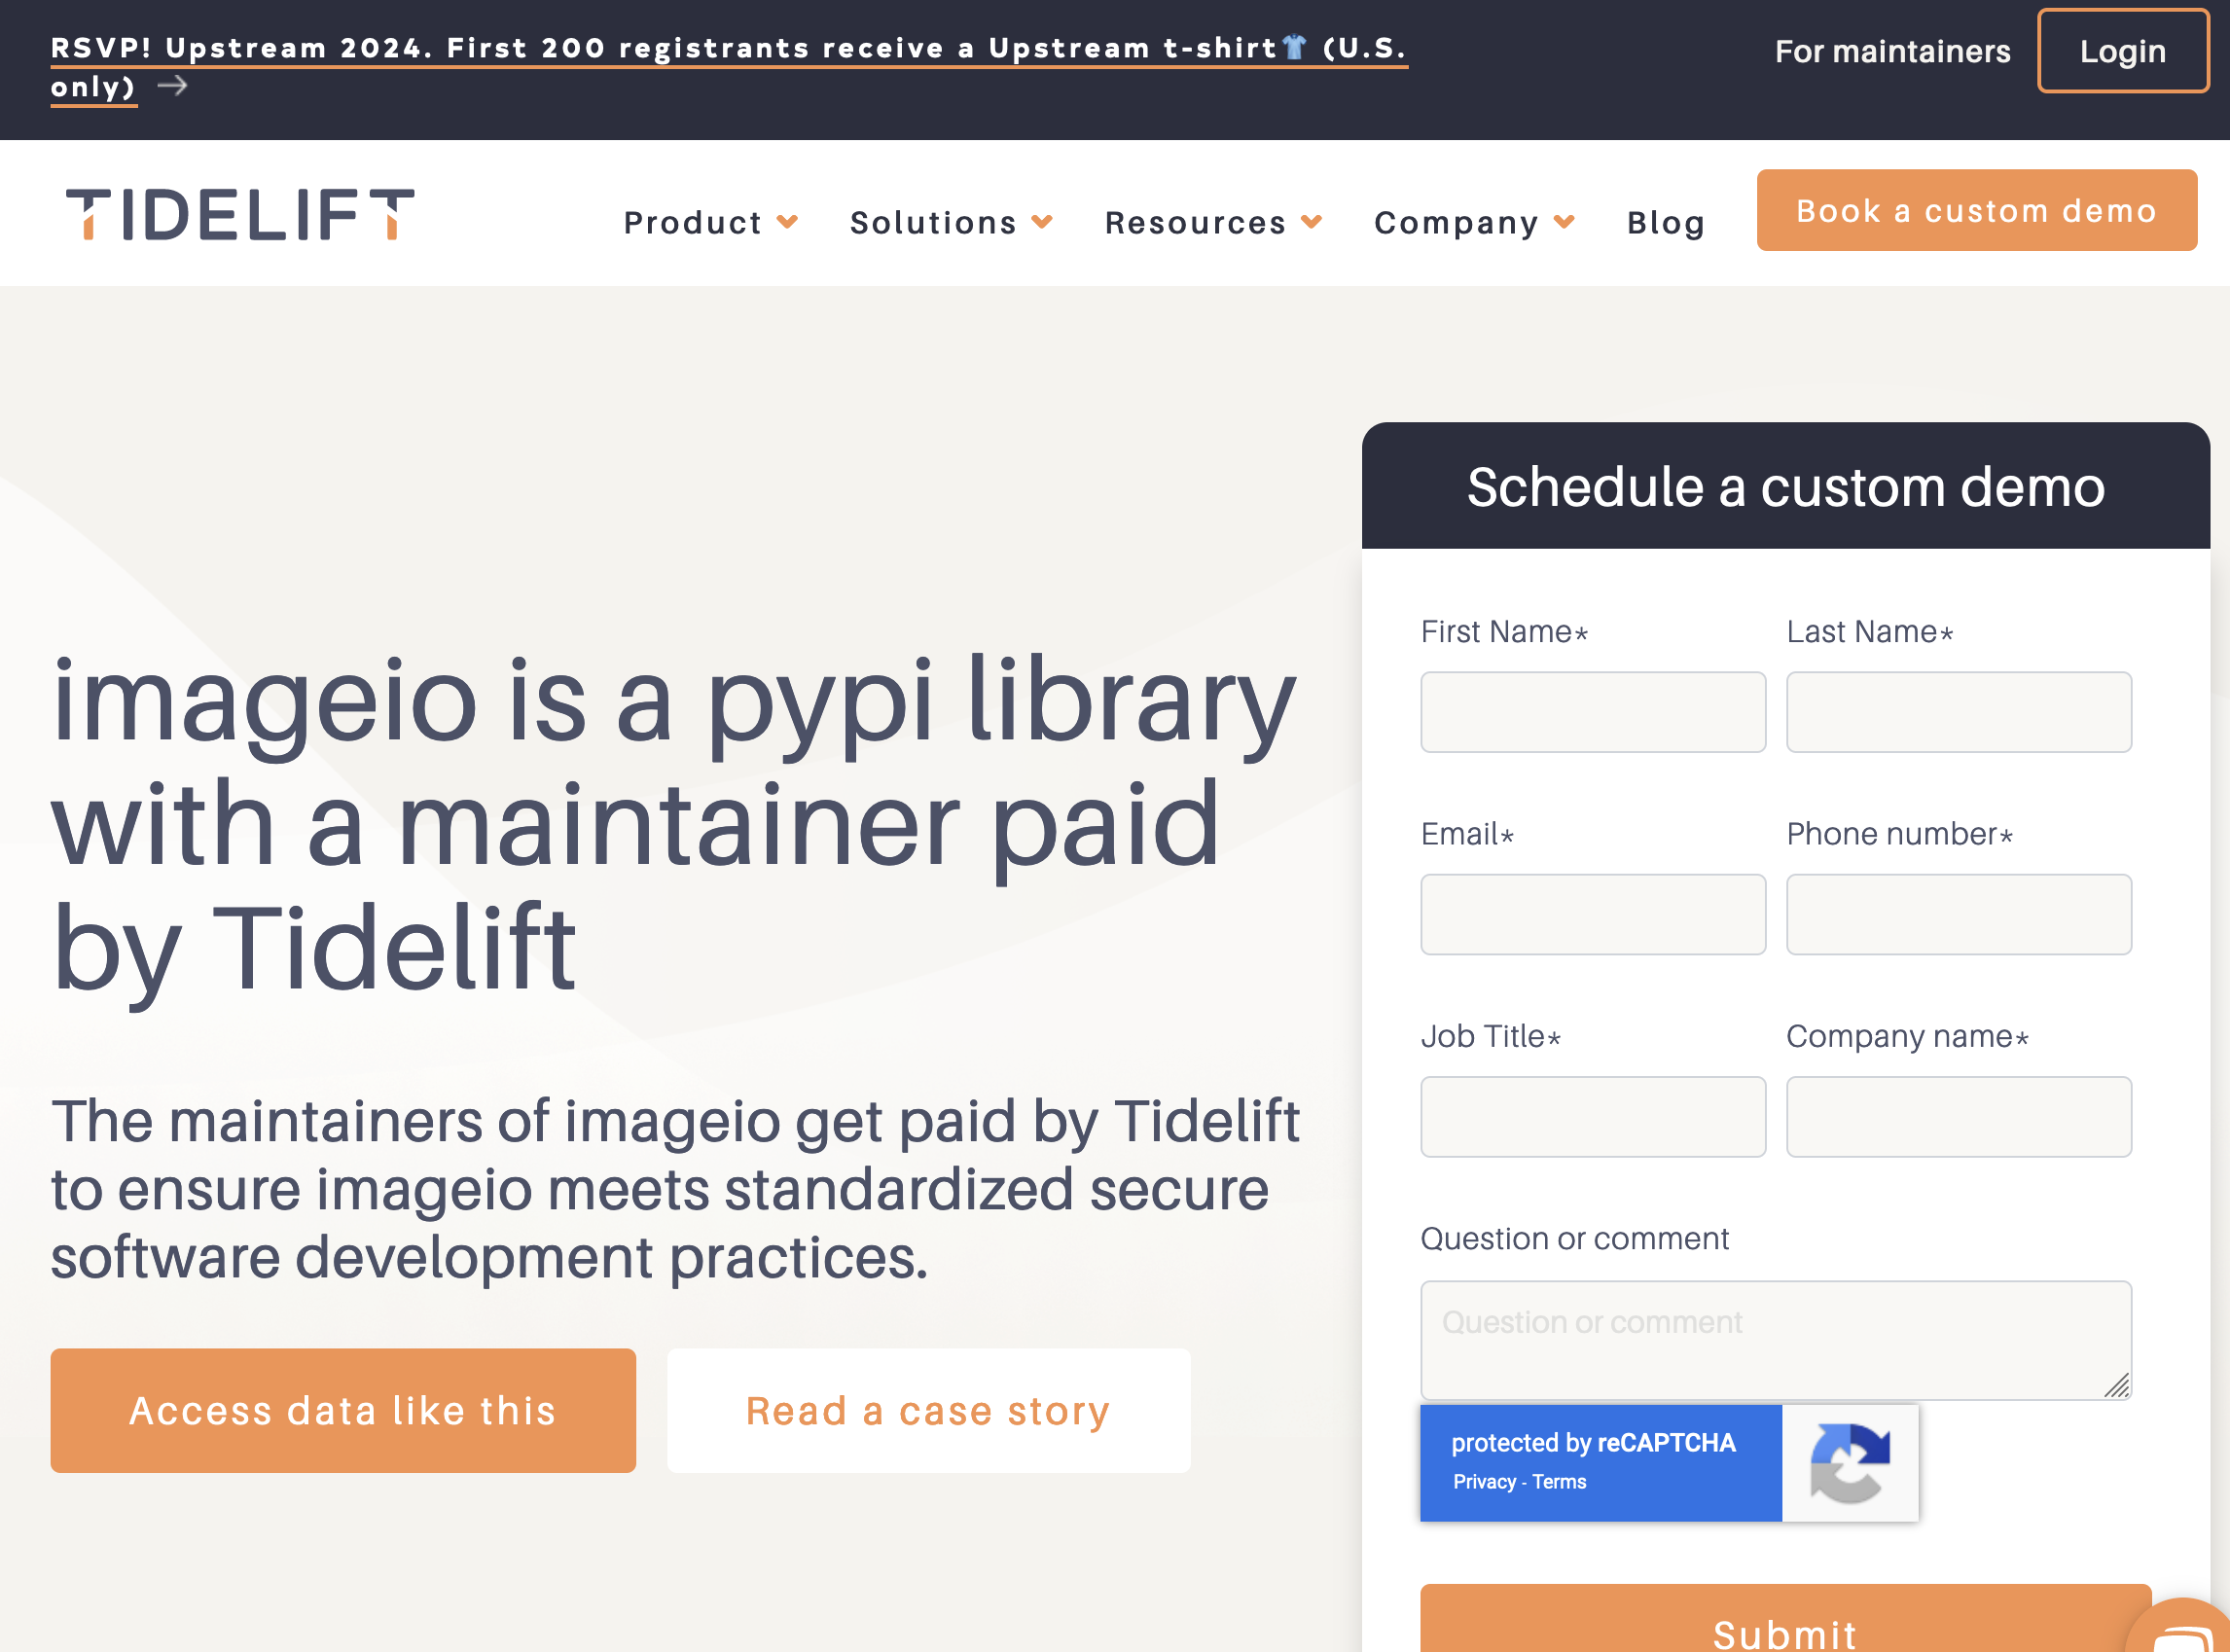 RSVP! Upstream 2024. First 200 registrants receive a Upstream t-shirt👕 (U.S.
only) →
For maintainers
Login
TIDELIFT
Product
Solutions
Resources
Company
Blog
Book a custom demo
imageio is a pypi library
with a maintainer paid
by Tidelift
The maintainers of imageio get paid by Tidelift
to ensure imageio meets standardized secure
software development practices.
Access data like this
Read a case story
Schedule a custom demo
First Name*
Last Name*
Email*
Phone number*
Job Title*
Company name*
Question or comment
Question or comment
protected by reCAPTCHA
Privacy - Terms
Submit